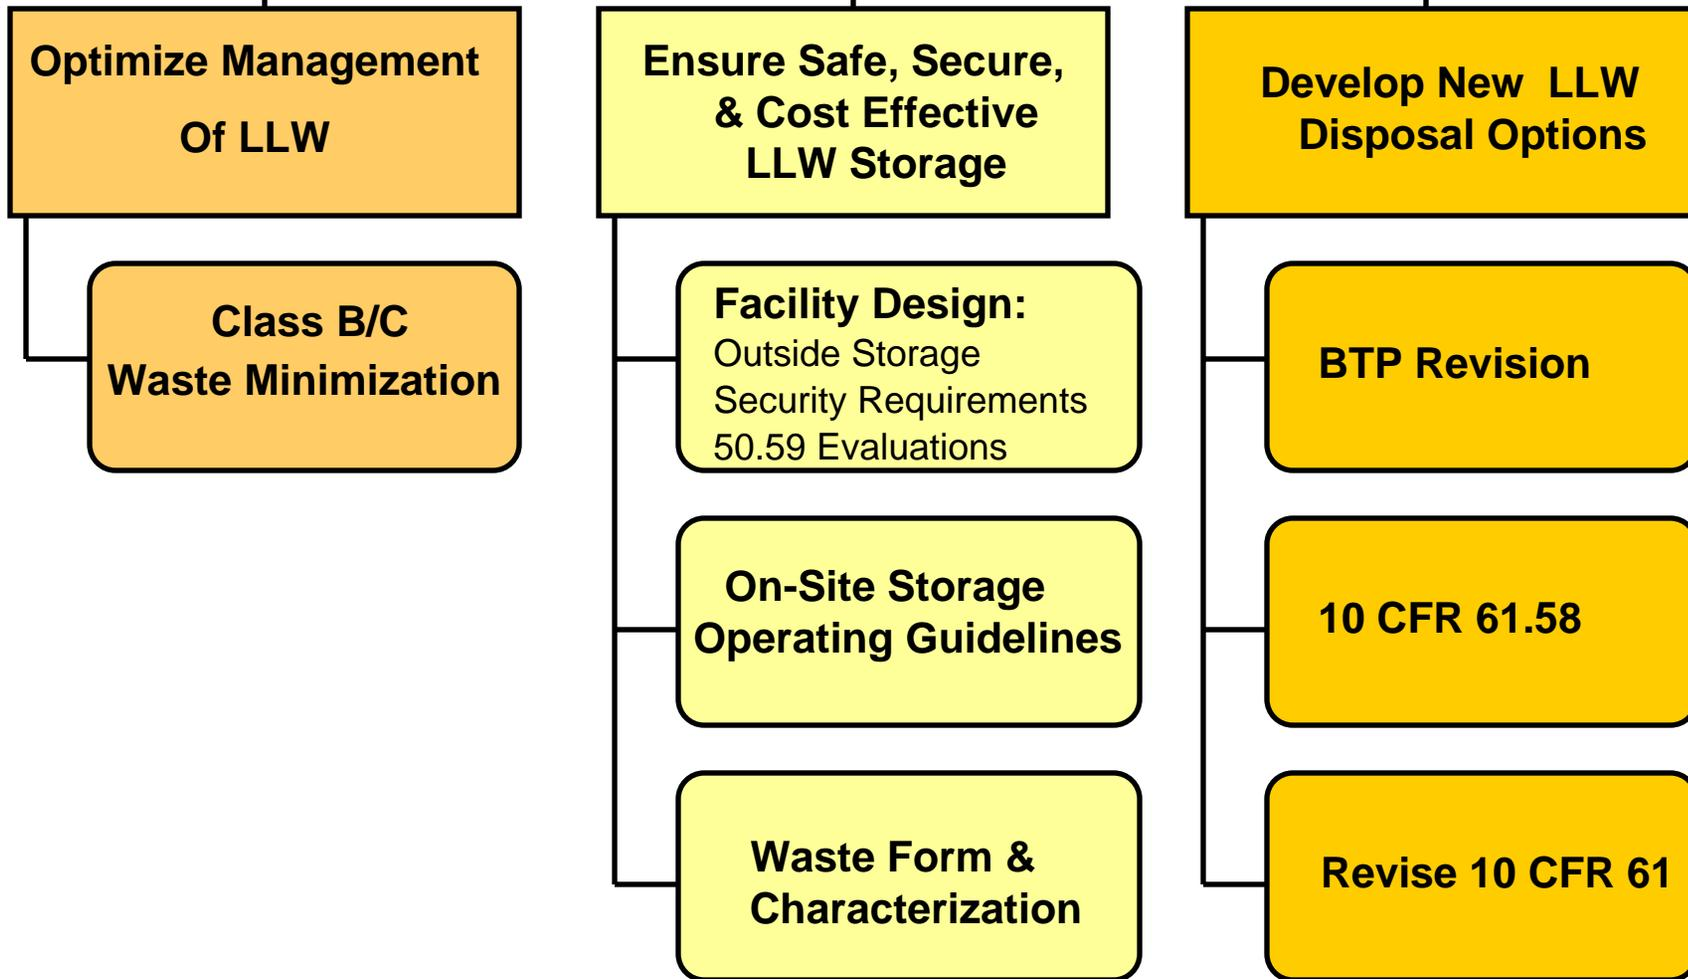 Optimize Management
Of LLW
Class B/C
Waste Minimization
Ensure Safe, Secure,
& Cost Effective
LLW Storage
Facility Design:
Outside Storage
Security Requirements
50.59 Evaluations
On-Site Storage
Operating Guidelines
Waste Form &
Characterization
Develop New LLW
Disposal Options
BTP Revision
10 CFR 61.58
Revise 10 CFR 61